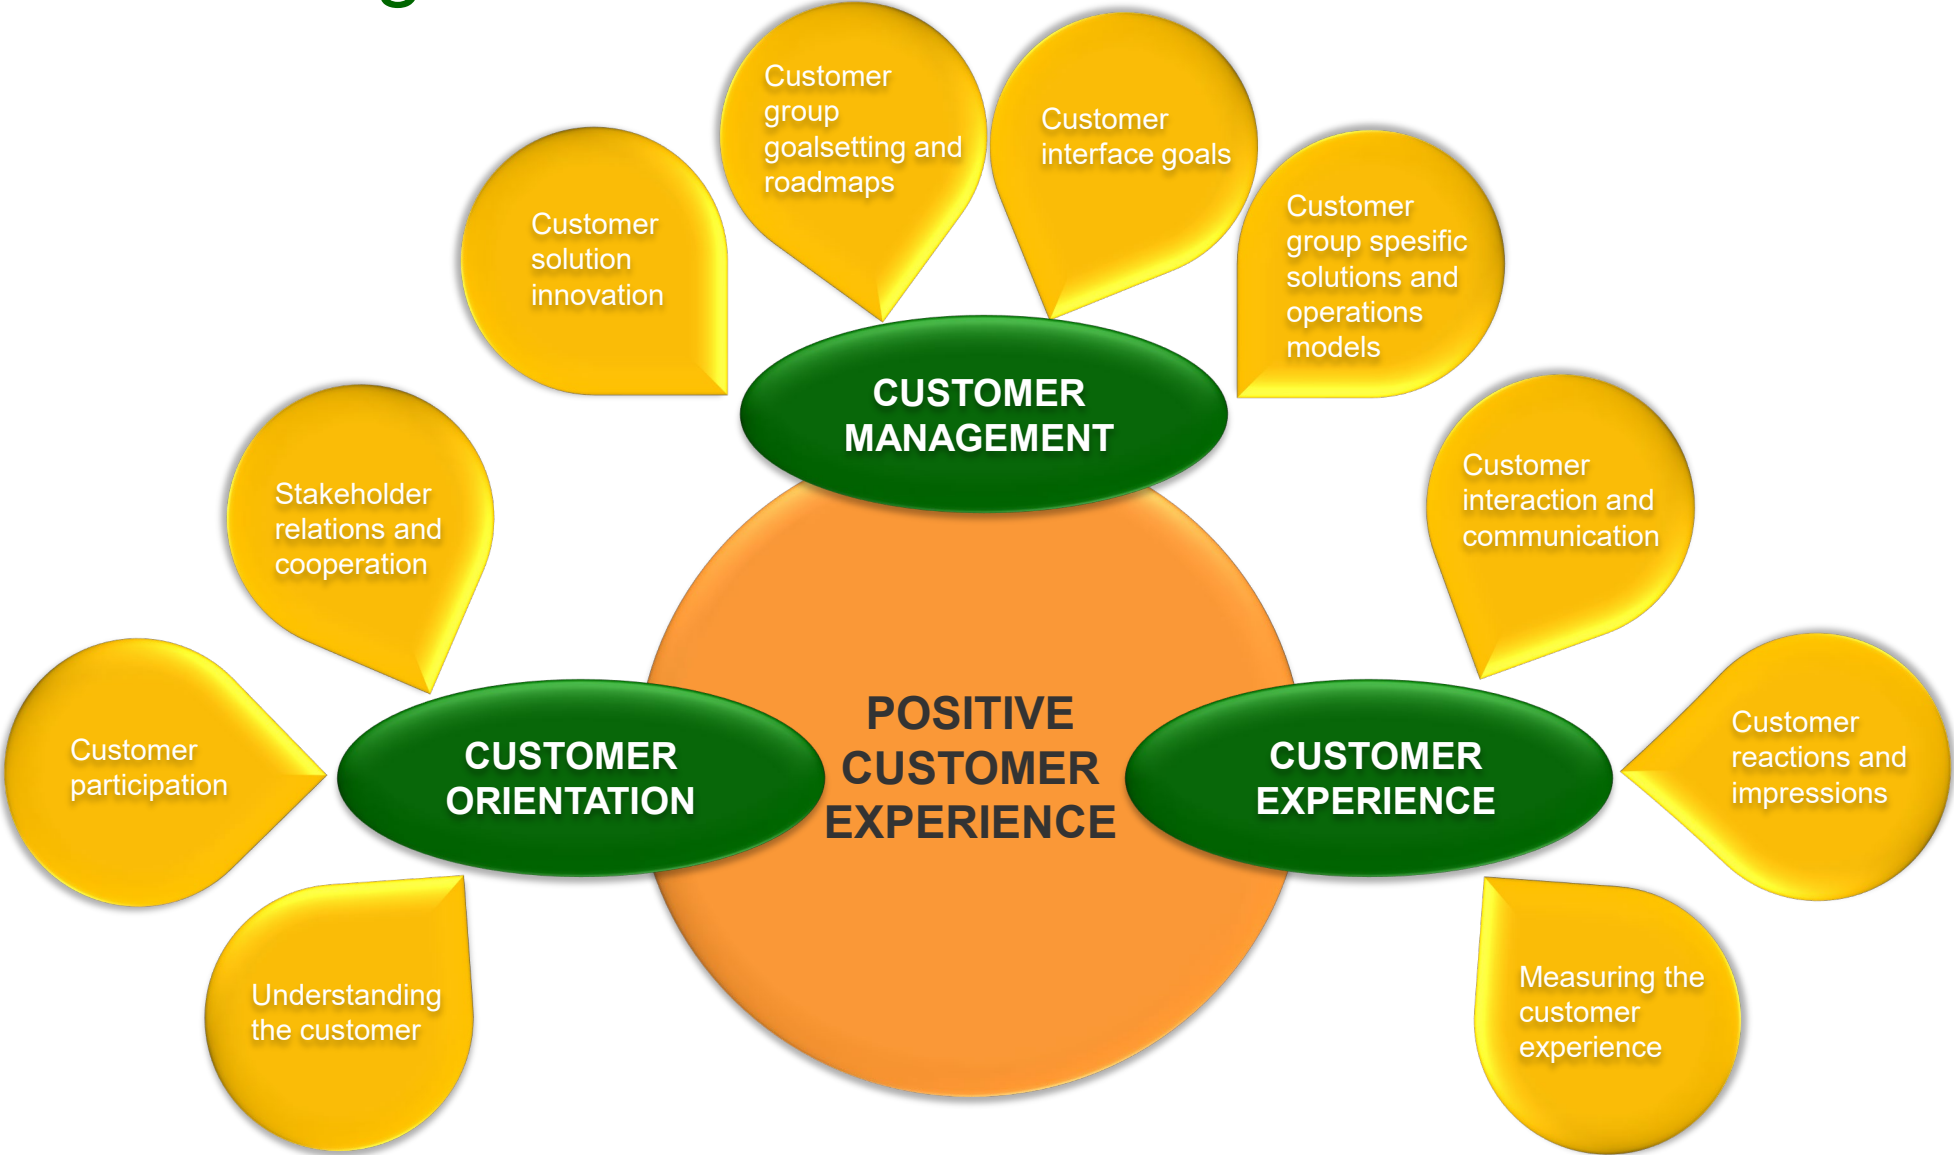 Customer
group
goalsetting and
roadmaps
Customer
interface goals
Customer
solution
innovation
Customer
group spesific
solutions and
operations
models
CUSTOMER
MANAGEMENT
Stakeholder
relations and
cooperation
Customer
interaction and
communication
Customer
participation
CUSTOMER
ORIENTATION
POSITIVE
CUSTOMER
EXPERIENCE
CUSTOMER
EXPERIENCE
Customer
reactions and
impressions
Understanding
the customer
Measuring the
customer
experience